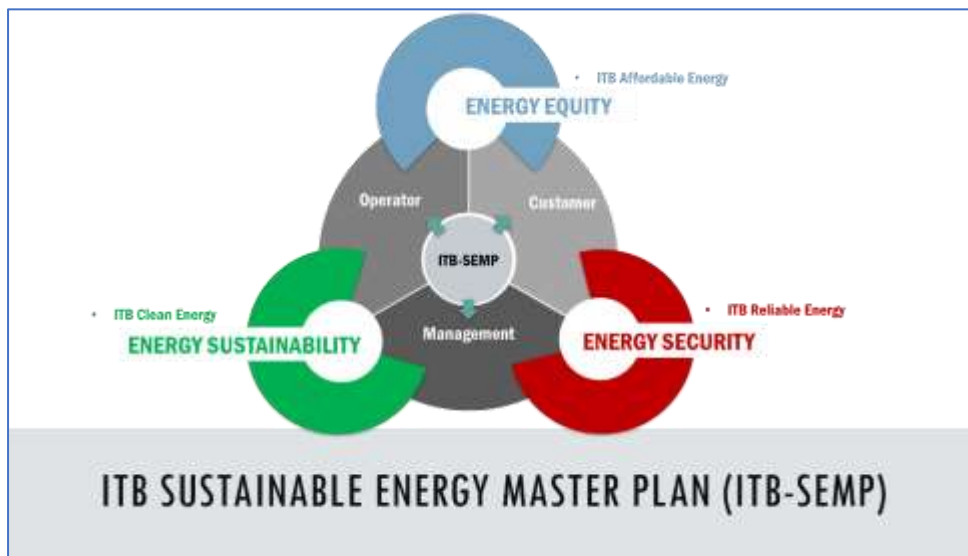 • ITB Affordable Energy
ENERGY EQUITY
Operator
Customer
ITB-SEMP
• ITB Clean Energy
ENERGY SUSTAINABILITY
Management
• ITB Reliable Energy
ENERGY SECURITY
ITB SUSTAINABLE ENERGY MASTER PLAN (ITB-SEMP)